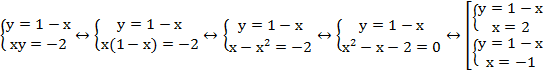 {y = 1 − x ↔ {y = 1 − x ↔ {y = 1 − x ↔ {y = 1 − x ↔ [{y = 1 − x
xy = −2 x(1 − x) = −2 x − x² = −2 x² − x − 2 = 0 x = 2
{y = 1 − x
x = −1